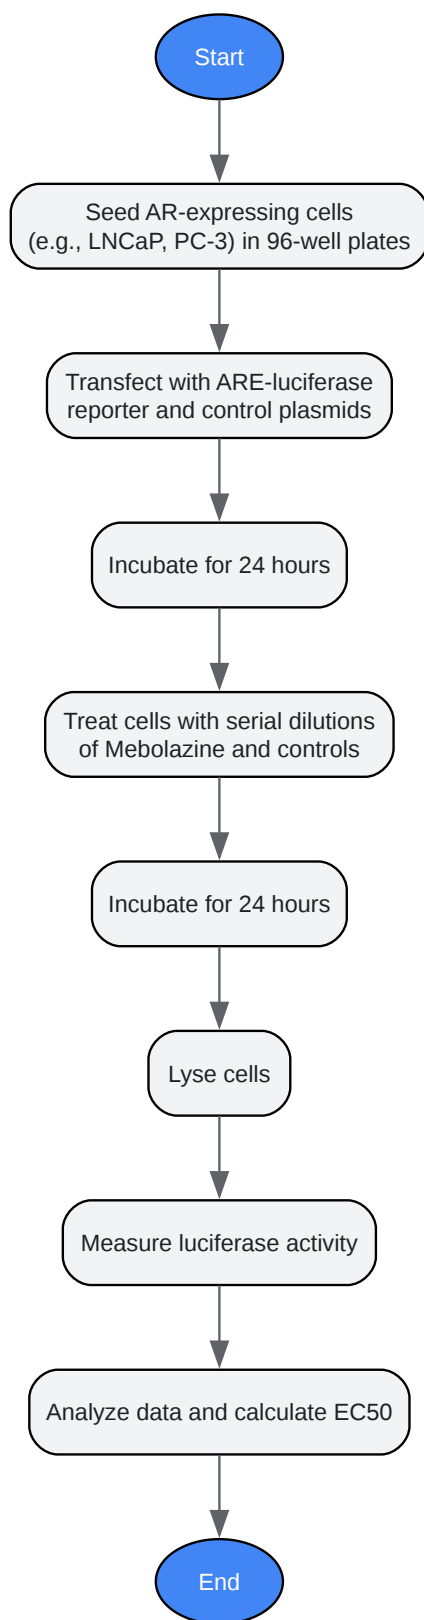 Start
Seed AR-expressing cells
(e.g., LNCaP, PC-3) in 96-well plates
Transfect with ARE-luciferase
reporter and control plasmids
Incubate for 24 hours
Treat cells with serial dilutions
of Mebolazine and controls
Incubate for 24 hours
Lyse cells
Measure luciferase activity
Analyze data and calculate EC50
End